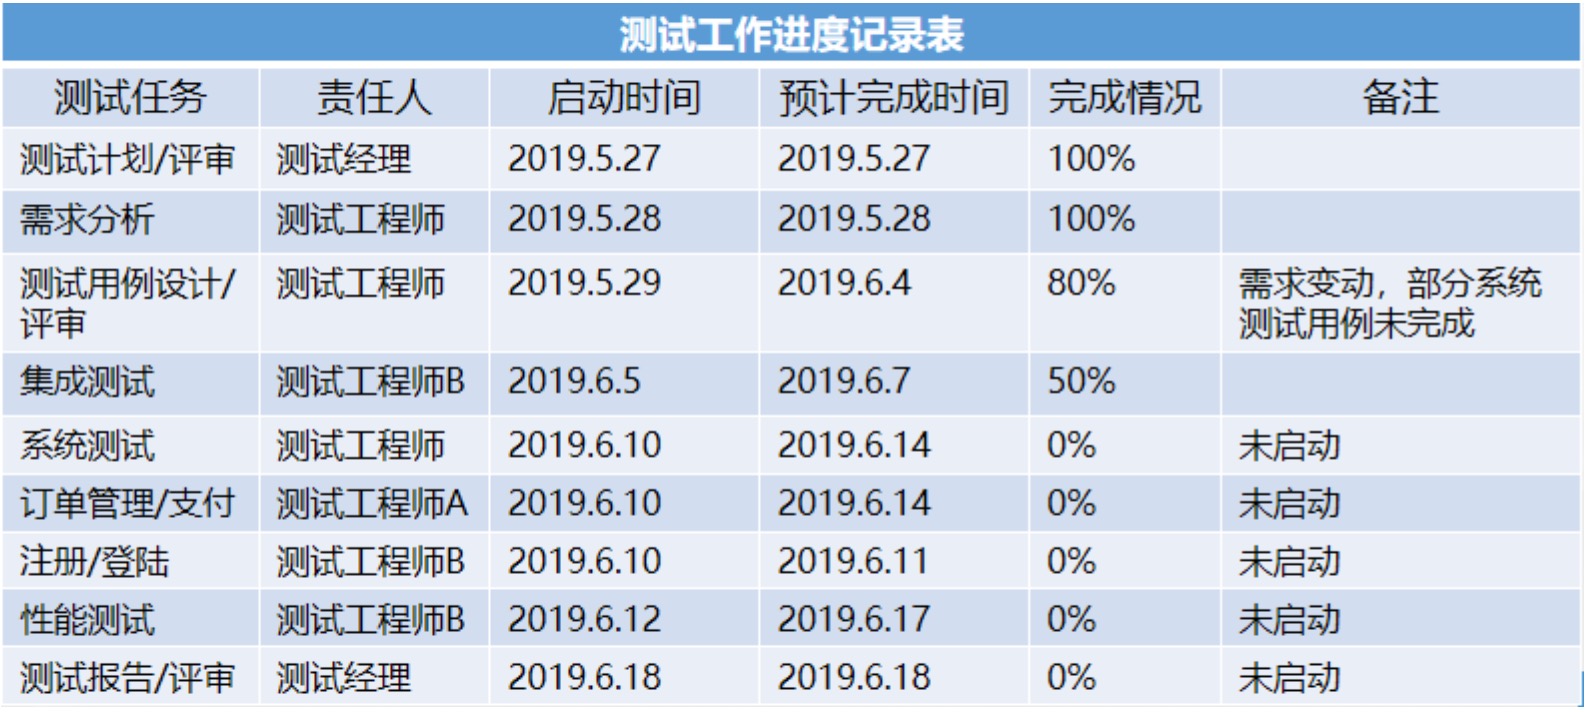 测试工作进度记录表
测试任务 责任人 启动时间 预计完成时间 完成情况 备注
测试计划/评审 测试经理 2019.5.27 2019.5.27 100%
需求分析 测试工程师 2019.5.28 2019.5.28 100%
测试用例设计/ 测试工程师 2019.5.29 2019.6.4 80% 需求变动，部分系统
评审 测试用例未完成
集成测试 测试工程师B 2019.6.5 2019.6.7 50%
系统测试 测试工程师 2019.6.10 2019.6.14 0% 未启动
订单管理/支付 测试工程师A 2019.6.10 2019.6.14 0% 未启动
注册/登陆 测试工程师B 2019.6.10 2019.6.11 0% 未启动
性能测试 测试工程师B 2019.6.12 2019.6.17 0% 未启动
测试报告/评审 测试经理 2019.6.18 2019.6.18 0% 未启动